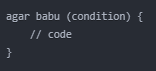 agar babu (condition) {
    // code
}